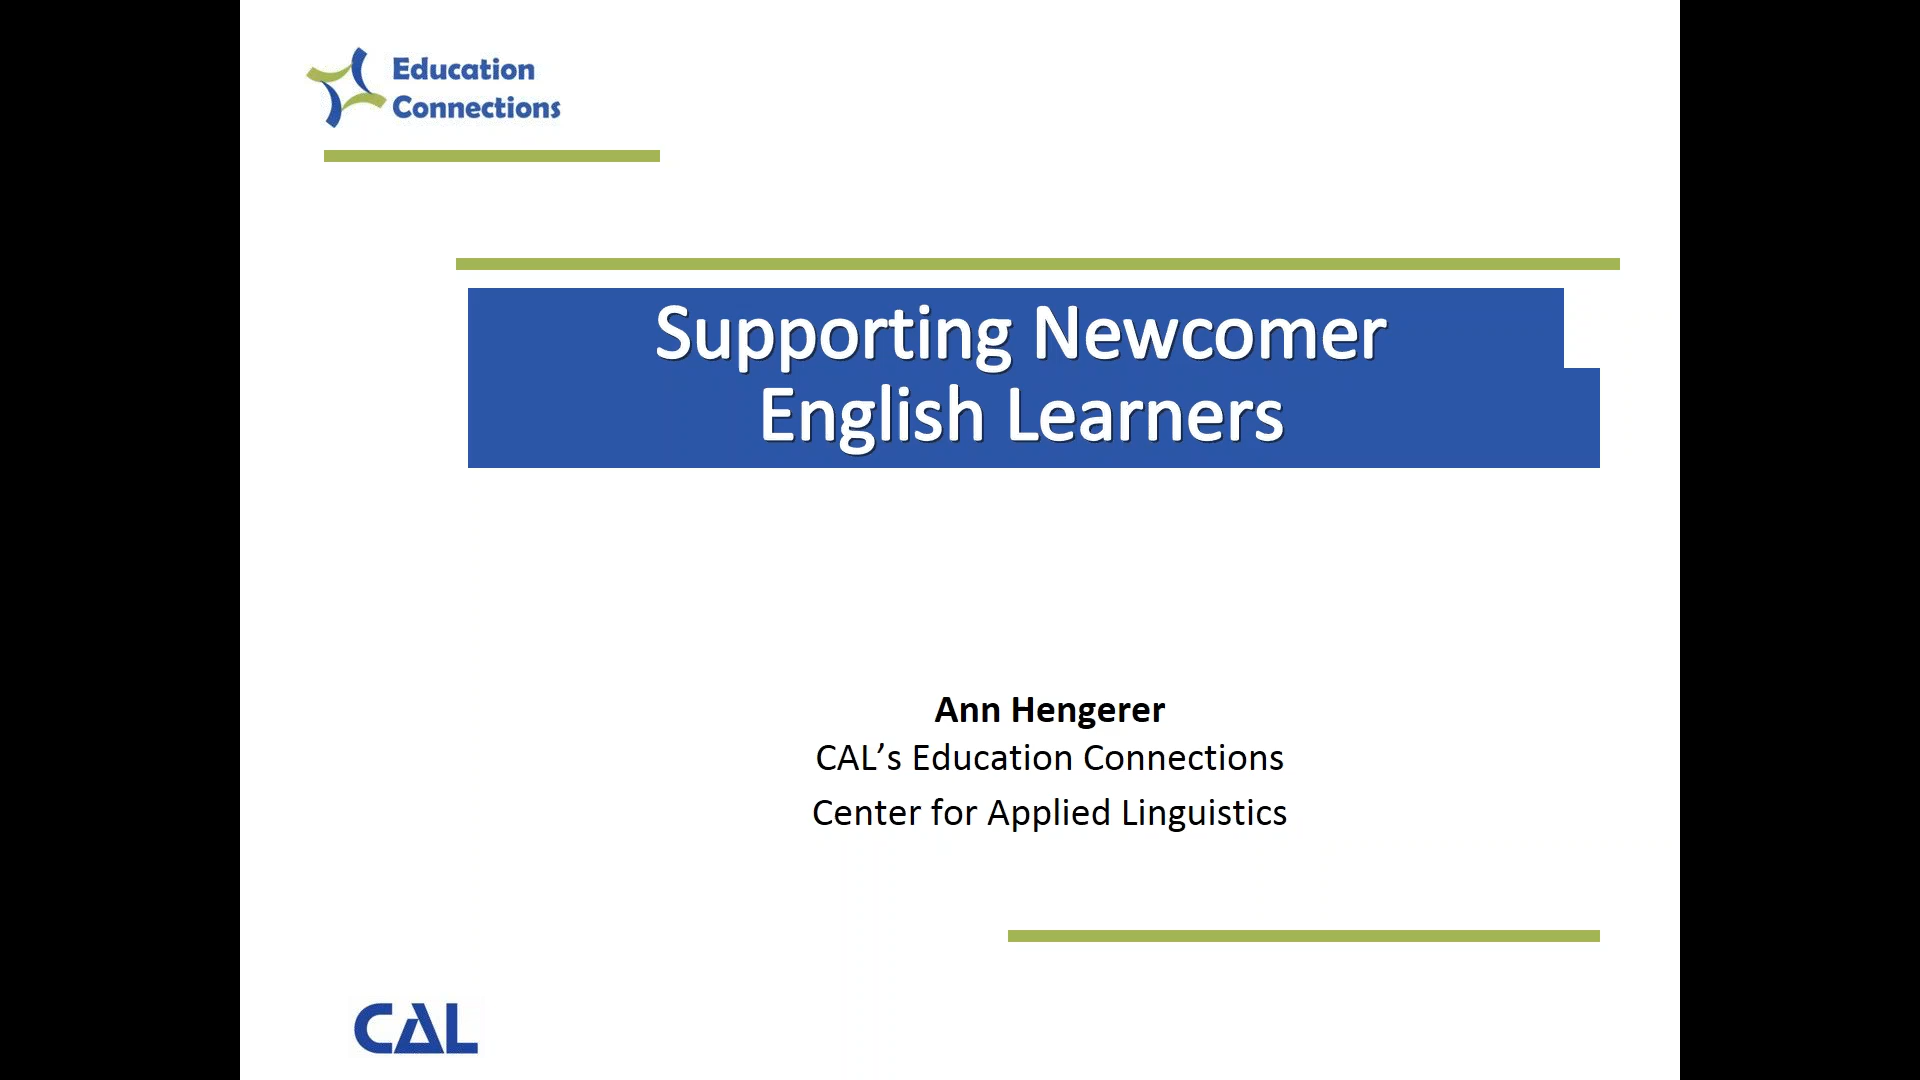 Education
Connections
Supporting Newcomer
English Learners
Ann Hengerer
CAL’s Education Connections
Center for Applied Linguistics
CAL